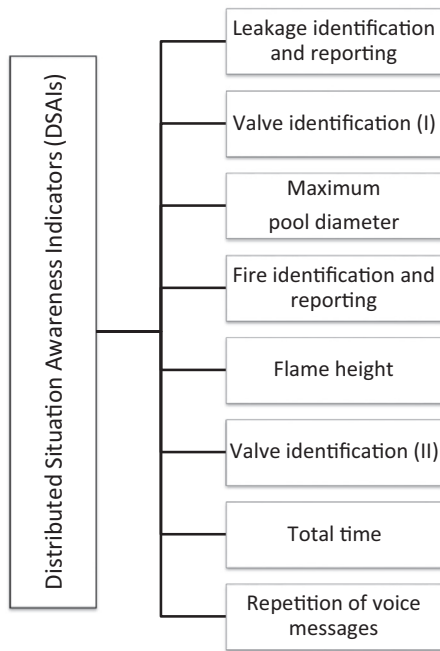 Distributed Situation Awareness Indicators (DSAIs)
Leakage identification
and reporting
Valve identification (I)
Maximum
pool diameter
Fire identification and
reporting
Flame height
Valve identification (II)
Total time
Repetition of voice
messages